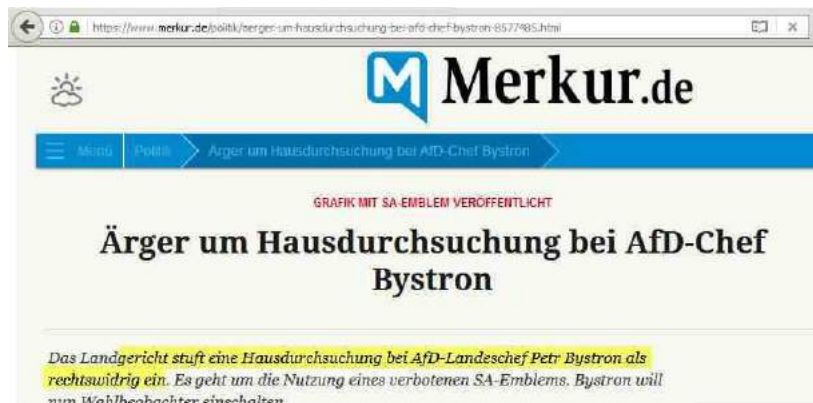 https://www.merkur.de/politik/aerger-um-hausdurchsuchung-bei-afd-chef-bystron-8577485.html
Merkur.de
Menü Politik Ärger um Hausdurchsuchung bei AfD-Chef Bystron
GRAFIK MIT SA-EMBLEM VERÖFFENTLICHT
Ärger um Hausdurchsuchung bei AfD-Chef
Bystron
Das Landgericht stuft eine Hausdurchsuchung bei AfD-Landeschef Petr Bystron als
rechtswidrig ein. Es geht um die Nutzung eines verbotenen SA-Emblems. Bystron will
nun Wahlbeobachter einschalten.